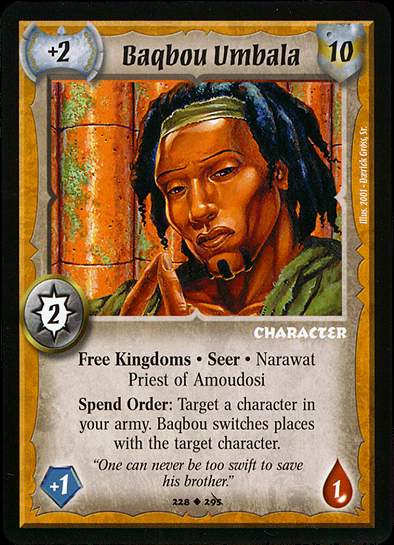 +2
Baqbou Umbala
10
Illus. 2001 • Derrick Gross, Sr.
2
CHARACTER
Free Kingdoms • Seer • Narawat
Priest of Amoudosi
Spend Order: Target a character in
your army. Baqbou switches places
with the target character.
“One can never be too swift to save
his brother.”
+1
228 ◆ 295
1